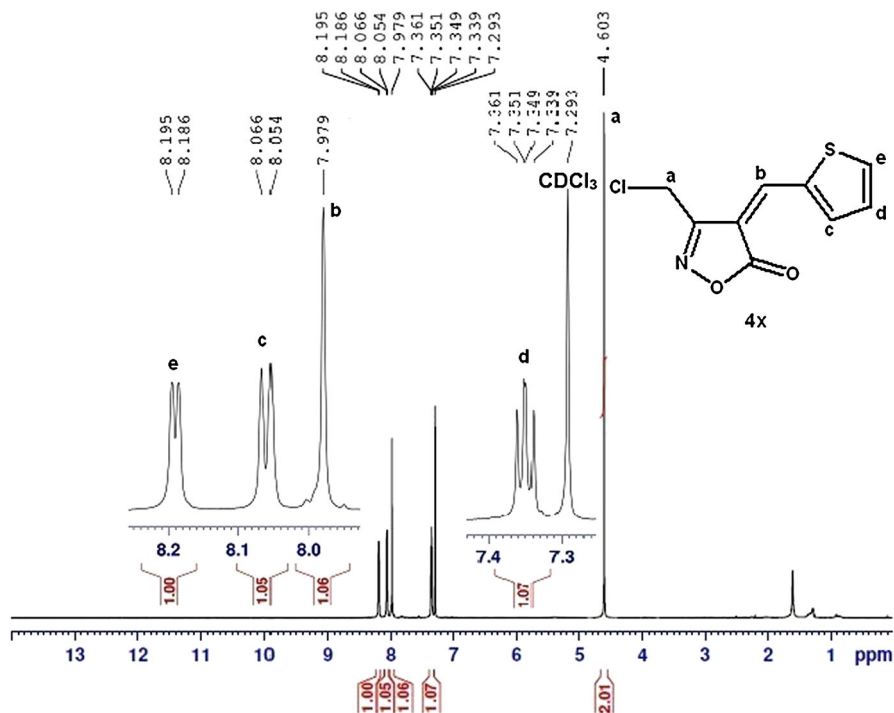 8.195
8.186
8.066
8.054
7.979
7.361
7.351
7.349
7.339
7.293
4.603
8.195
8.186
8.066
8.054
7.979
7.361
7.351
7.349
7.339
7.293
a
b
CDCl₃
Cl
a
b
S
e
d
c
N
O
O
4x
e
c
d
8.2 8.1 8.0
7.4 7.3
1.00 1.05 1.06
1.07
13 12 11 10 9 8 7 6 5 4 3 2 1 ppm
1.00 1.05 1.06 1.07 2.01